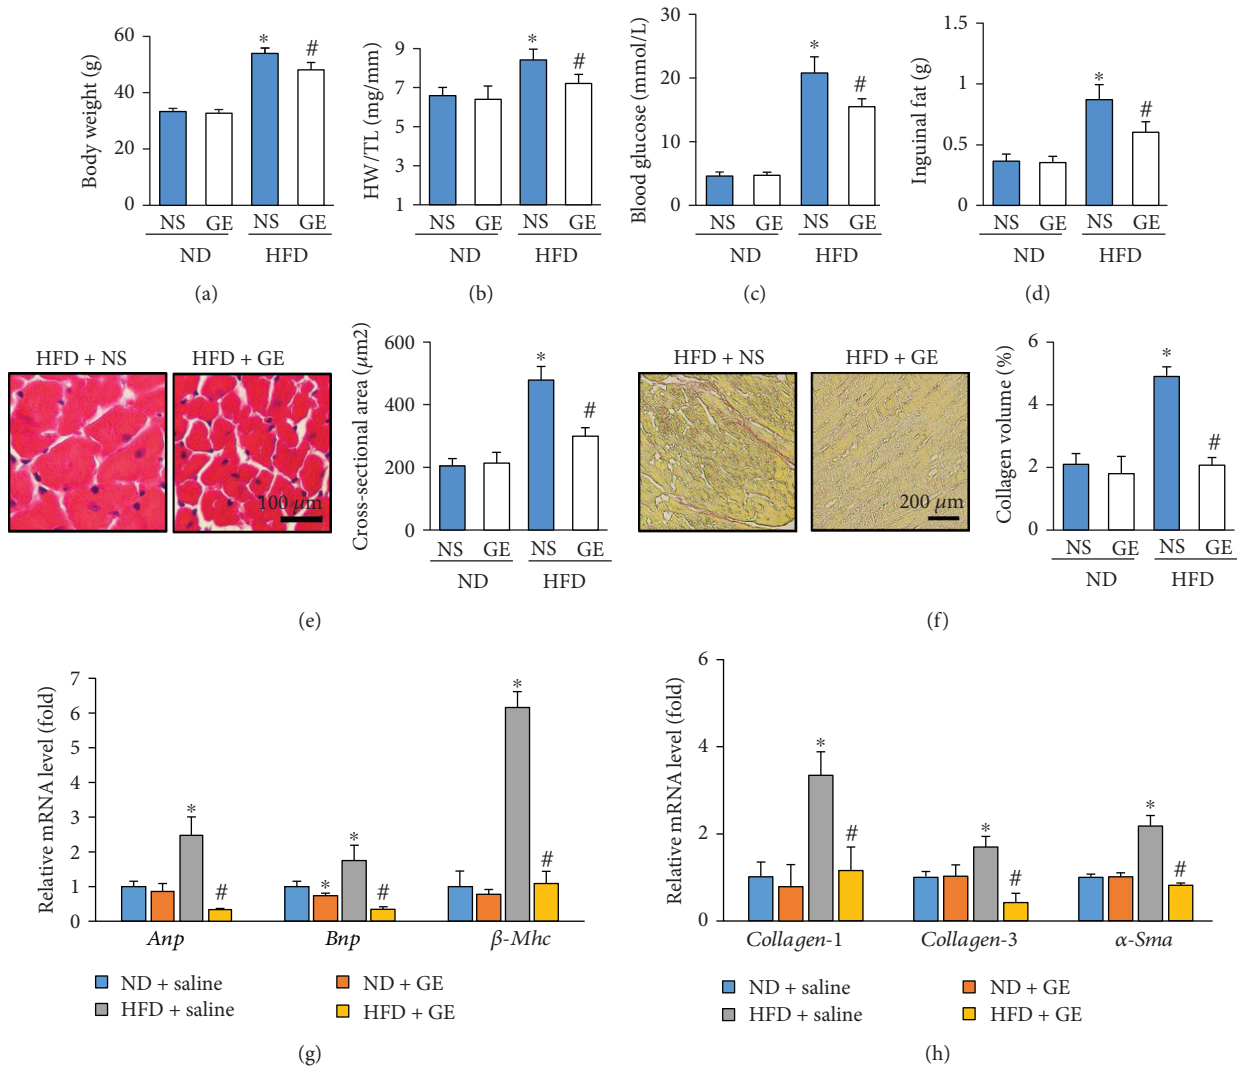 Body weight (g)
60
40
20
0
*
#
NS GE NS GE
ND HFD
(a)
HW/TL (mg/mm)
9
7
5
3
1
*
#
NS GE NS GE
ND HFD
(b)
Blood glucose (mmol/L)
30
20
10
0
*
#
NS GE NS GE
ND HFD
(c)
Inguinal fat (g)
1.5
1
0.5
0
*
#
NS GE NS GE
ND HFD
(d)
HFD + NS HFD + GE
100 μm
Cross-sectional area (μm2)
600
400
200
0
*
#
NS GE NS GE
ND HFD
(e)
HFD + NS HFD + GE
200 μm
Collagen volume (%)
6
4
2
0
*
#
NS GE NS GE
ND HFD
(f)
Relative mRNA level (fold)
7
6
5
4
3
2
1
0
* #
* * #
* #
Anp Bnp β-Mhc
ND + saline ND + GE
HFD + saline HFD + GE
(g)
Relative mRNA level (fold)
6
4
2
0
* #
* #
* #
Collagen-1 Collagen-3 α-Sma
ND + saline ND + GE
HFD + saline HFD + GE
(h)